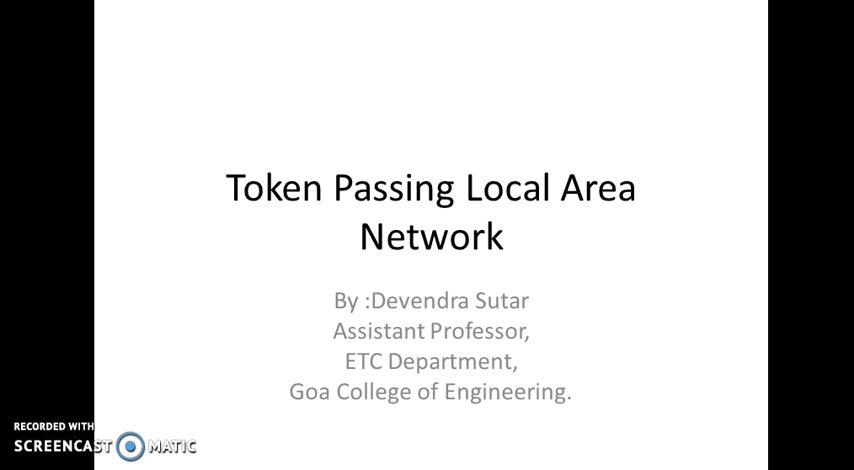 Token Passing Local Area
Network
By :Devendra Sutar
Assistant Professor,
ETC Department,
Goa College of Engineering.
RECORDED WITH
SCREENCAST MATIC